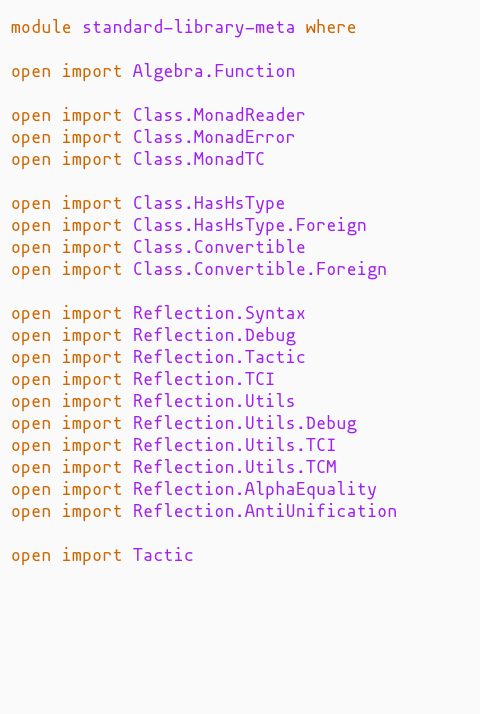 module standard-library-meta where
open import Algebra.Function
open import Class.MonadReader
open import Class.MonadError
open import Class.MonadTC
open import Class.HasHsType
open import Class.HasHsType.Foreign
open import Class.Convertible
open import Class.Convertible.Foreign
open import Reflection.Syntax
open import Reflection.Debug
open import Reflection.Tactic
open import Reflection.TCI
open import Reflection.Utils
open import Reflection.Utils.Debug
open import Reflection.Utils.TCI
open import Reflection.Utils.TCM
open import Reflection.AlphaEquality
open import Reflection.AntiUnification
open import Tactic